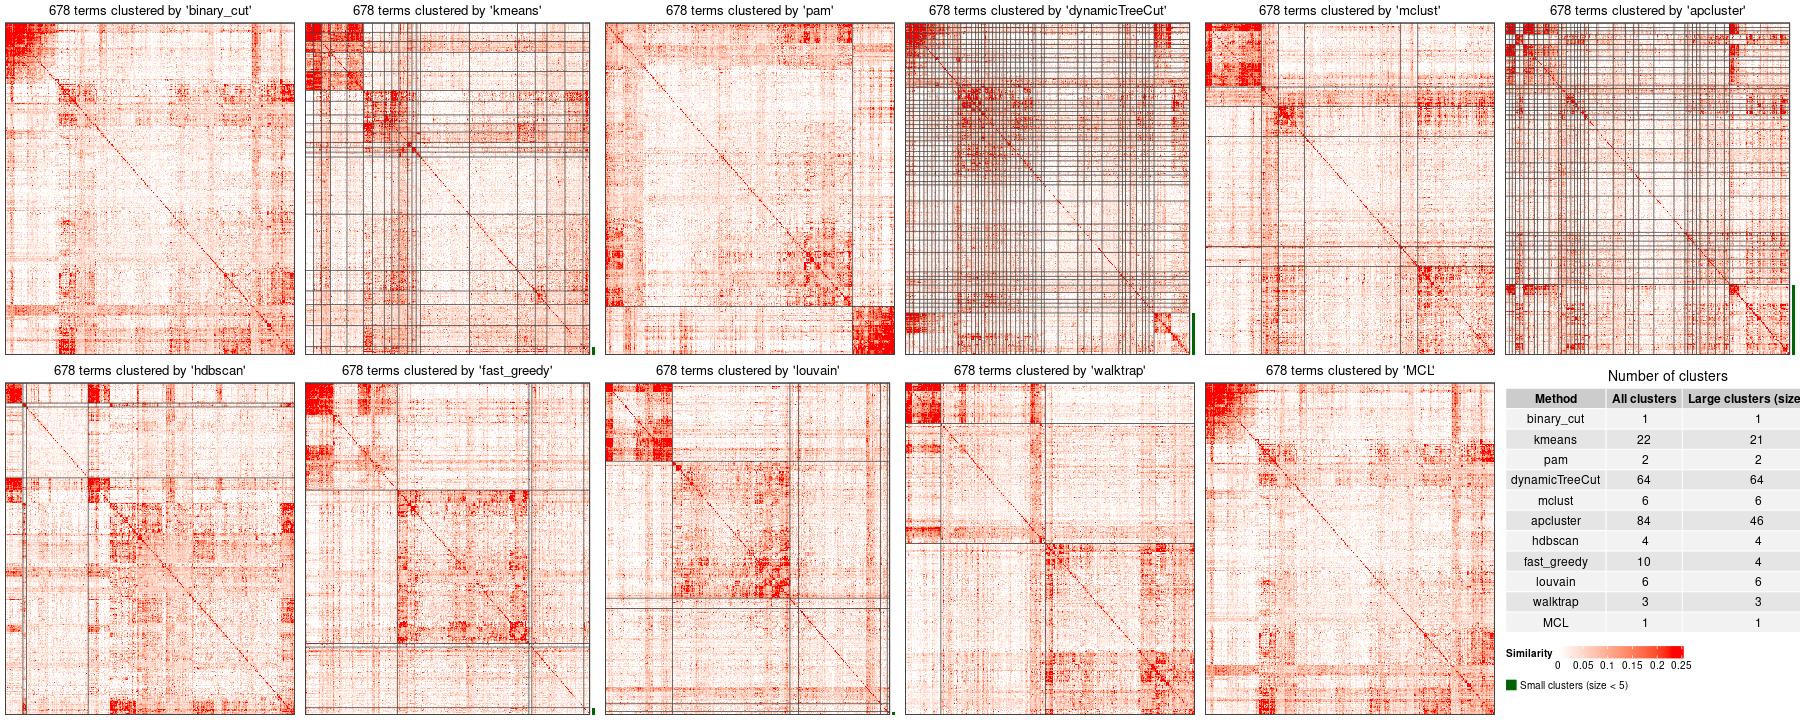 678 terms clustered by 'binary_cut'
678 terms clustered by 'kmeans'
678 terms clustered by 'pam'
678 terms clustered by 'dynamicTreeCut'
678 terms clustered by 'mclust'
678 terms clustered by 'apcluster'
678 terms clustered by 'hdbscan'
678 terms clustered by 'fast_greedy'
678 terms clustered by 'louvain'
678 terms clustered by 'walktrap'
678 terms clustered by 'MCL'
Number of clusters
Method All clusters Large clusters (size
binary_cut 1 1
kmeans 22 21
pam 2 2
dynamicTreeCut 64 64
mclust 6 6
apcluster 84 46
hdbscan 4 4
fast_greedy 10 4
louvain 6 6
walktrap 3 3
MCL 1 1
Similarity
0 0.05 0.1 0.15 0.2 0.25
Small clusters (size < 5)